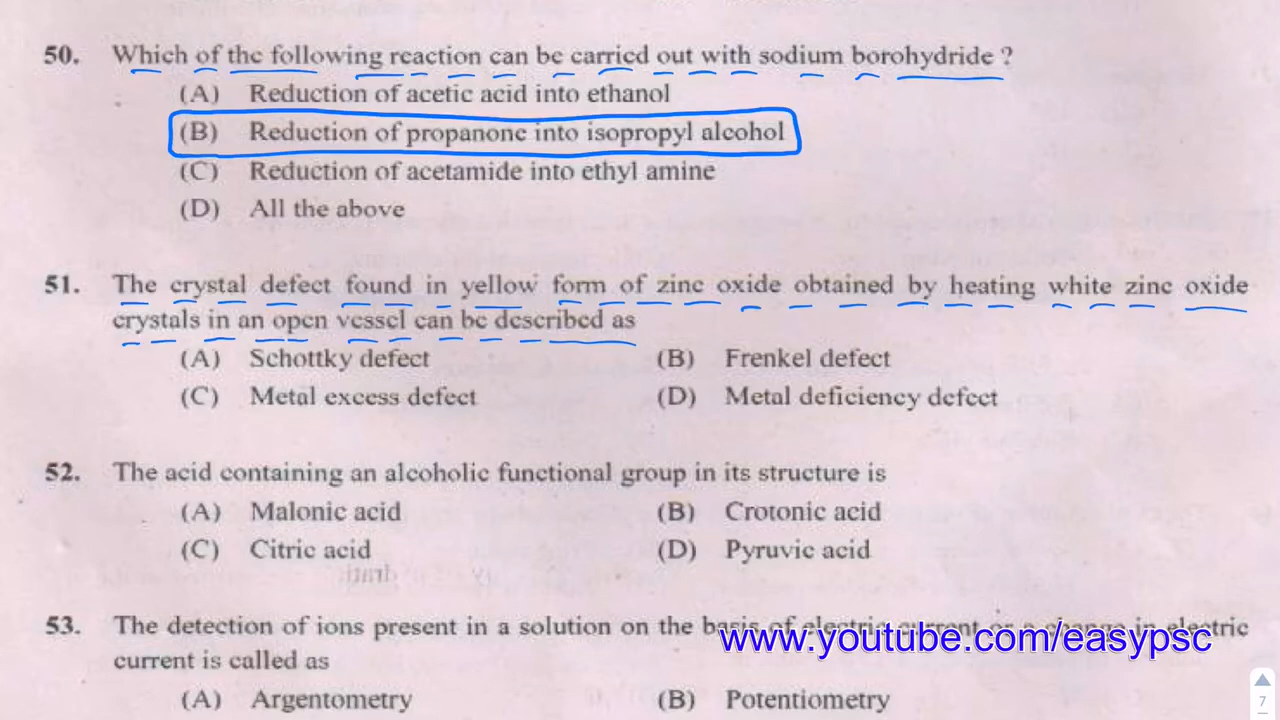 50. Which of the following reaction can be carried out with sodium borohydride ?
(A) Reduction of acetic acid into ethanol
(B) Reduction of propanone into isopropyl alcohol
(C) Reduction of acetamide into ethyl amine
(D) All the above
51. The crystal defect found in yellow form of zinc oxide obtained by heating white zinc oxide
crystals in an open vessel can be described as
(A) Schottky defect (B) Frenkel defect
(C) Metal excess defect (D) Metal deficiency defect
52. The acid containing an alcoholic functional group in its structure is
(A) Malonic acid (B) Crotonic acid
(C) Citric acid (D) Pyruvic acid
53. The detection of ions present in a solution on the basis of electric current or a change in electric
www.youtube.com/easypsc
current is called as
(A) Argentometry (B) Potentiometry
7